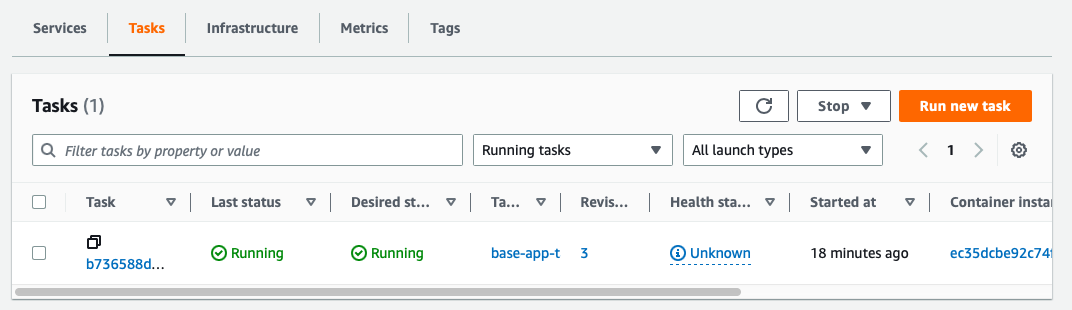 Services Tasks Infrastructure Metrics Tags
Tasks (1) Stop Run new task
Filter tasks by property or value Running tasks All launch types 1
Task Last status Desired st... Ta... Revis... Health sta... Started at Container instan
b736588d... Running Running base-app-t 3 Unknown 18 minutes ago ec35dcbe92c74f